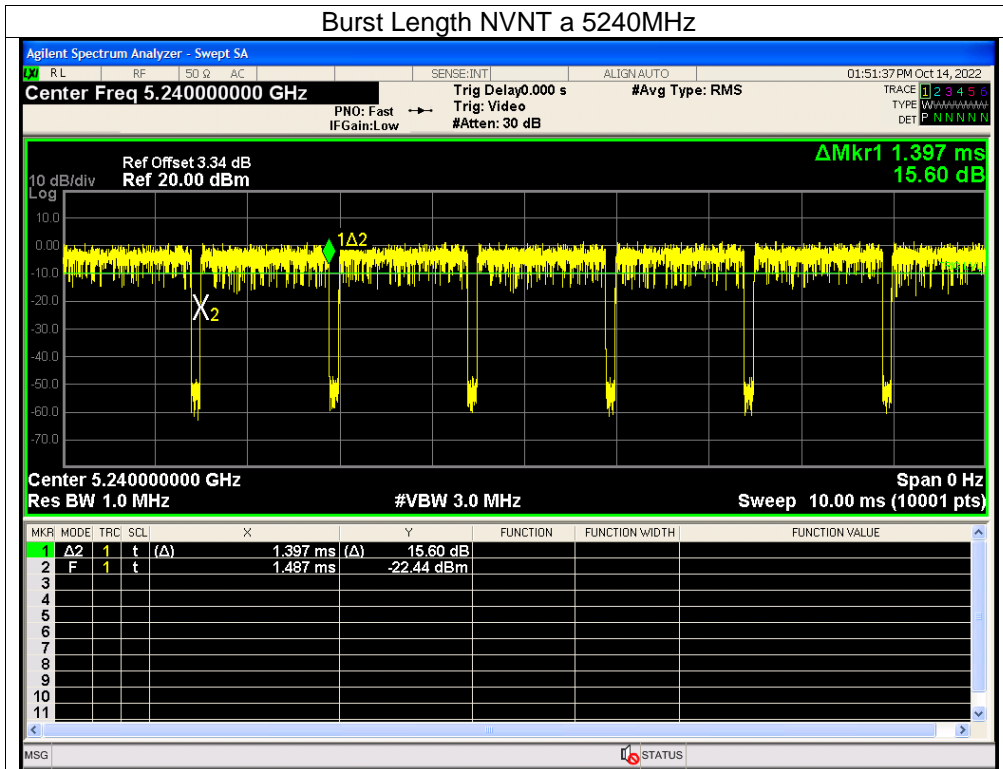 Burst Length NVNT a 5240MHz
Agilent Spectrum Analyzer - Swept SA
LXI RL RF 50 Ω AC SENSE:INT ALIGN AUTO 01:51:37 PM Oct 14, 2022
Center Freq 5.240000000 GHz Trig Delay0.000 s #Avg Type: RMS TRACE 1 2 3 4 5 6
PNO: Fast Trig: Video TYPE WWWWWW
IFGain:Low #Atten: 30 dB DET P N N N N N
ΔMkr1 1.397 ms
15.60 dB
Ref Offset 3.34 dB
10 dB/div Ref 20.00 dBm
Log
10.0
0.00
-10.0
-20.0
-30.0
-40.0
-50.0
-60.0
-70.0
1Δ2
2
Center 5.240000000 GHz Span 0 Hz
Res BW 1.0 MHz #VBW 3.0 MHz Sweep 10.00 ms (10001 pts)
MKR MODE TRC SCL X Y FUNCTION FUNCTION WIDTH FUNCTION VALUE
1 Δ2 1 t (Δ) 1.397 ms (Δ) 15.60 dB
2 F 1 t 1.487 ms -22.44 dBm
3
4
5
6
7
8
9
10
11
MSG STATUS